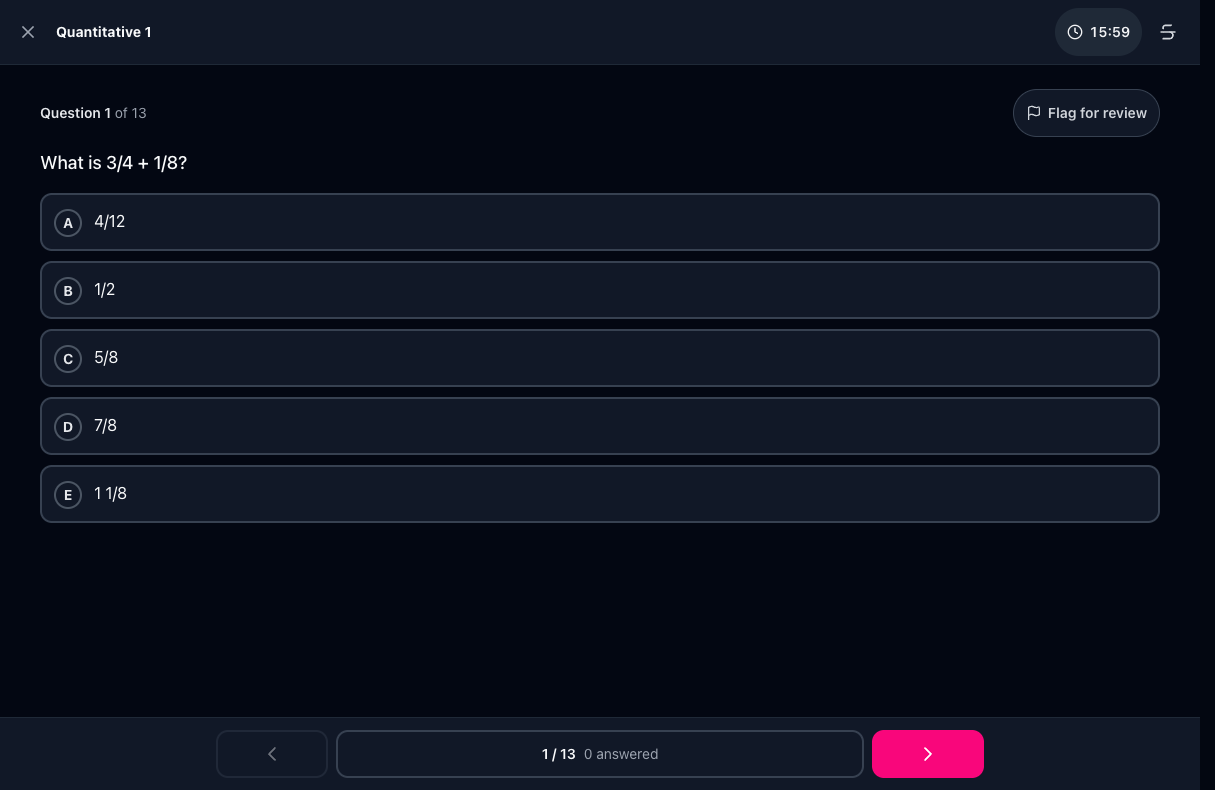 Quantitative 1
15:59
Question 1 of 13
Flag for review
What is 3/4 + 1/8?
A 4/12
B 1/2
C 5/8
D 7/8
E 1 1/8
1 / 13 0 answered